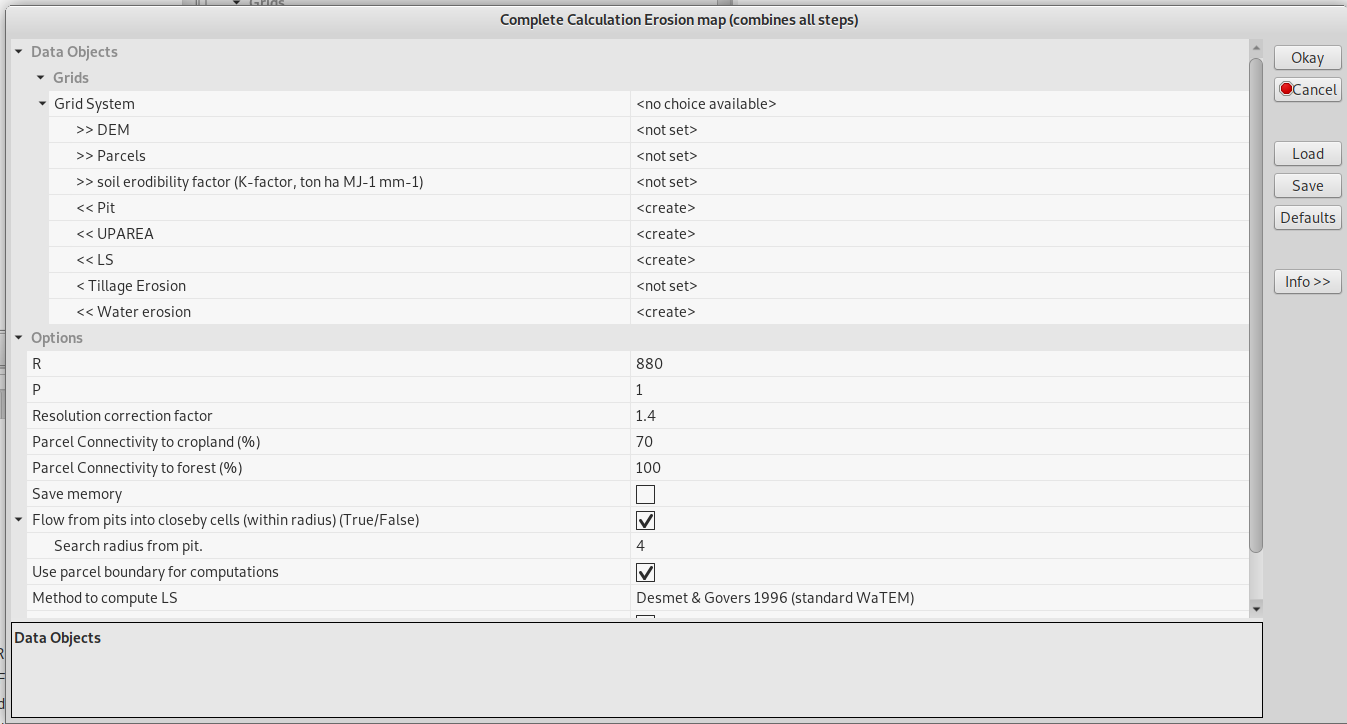 Grids
Complete Calculation Erosion map (combines all steps)
Data Objects
Grids
Grid System <no choice available>
>> DEM <not set>
>> Parcels <not set>
>> soil erodibility factor (K-factor, ton ha MJ-1 mm-1) <not set>
<< Pit <create>
<< UPAREA <create>
<< LS <create>
< Tillage Erosion <not set>
<< Water erosion <create>
Options
R 880
P 1
Resolution correction factor 1.4
Parcel Connectivity to cropland (%) 70
Parcel Connectivity to forest (%) 100
Save memory
Flow from pits into closeby cells (within radius) (True/False)
Search radius from pit. 4
Use parcel boundary for computations
Method to compute LS Desmet & Govers 1996 (standard WaTEM)
Data Objects
Okay
Cancel
Load
Save
Defaults
Info >>